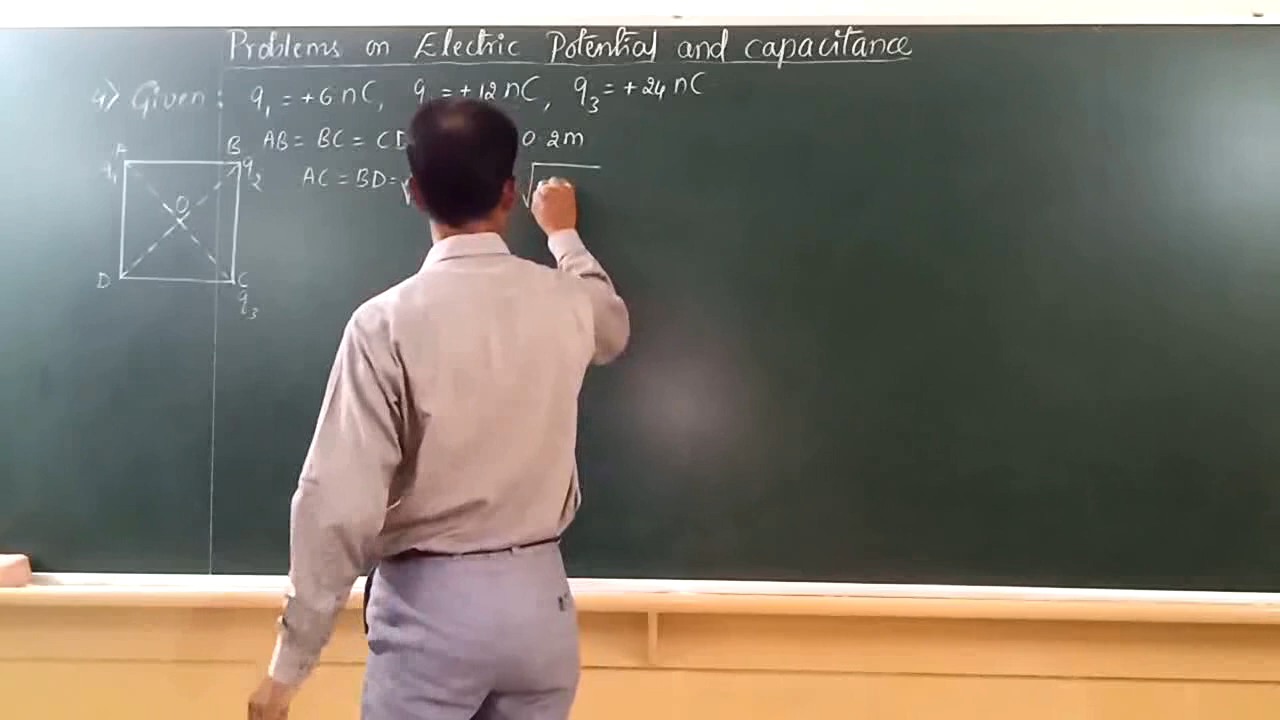 Problems on Electric Potential and capacitance
4) Given : q₁ = +6 nC, q = +12 nC, q₃ = +24 nC
AB = BC = CD 0.2m
AC = BD = √ √
A B
q₁ q₂
O
D C
q₃